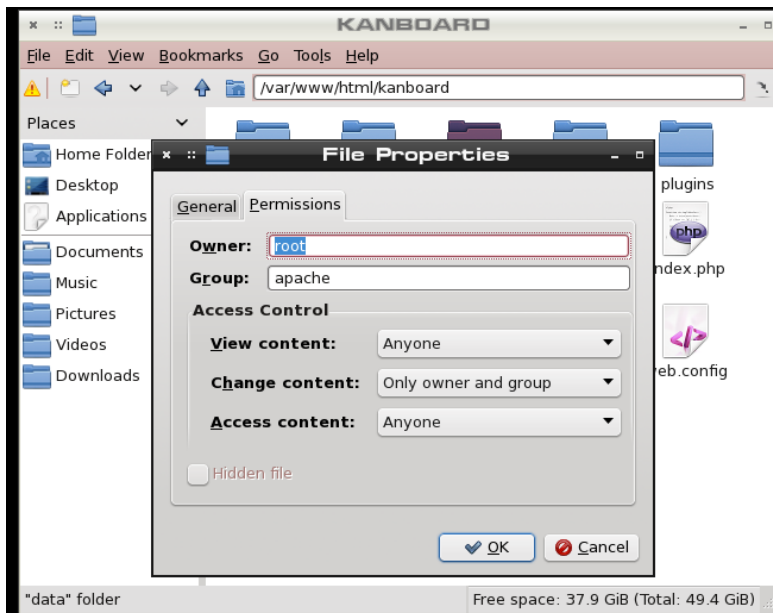 KANBOARD
File Edit View Bookmarks Go Tools Help
/var/www/html/kanboard
Places
Home Folder
Desktop
Applications
Documents
Music
Pictures
Videos
Downloads
plugins
php
ndex.php
eb.config
File Properties
General Permissions
Owner: root
Group: apache
Access Control
View content: Anyone
Change content: Only owner and group
Access content: Anyone
Hidden file
OK Cancel
"data" folder Free space: 37.9 GiB (Total: 49.4 GiB)